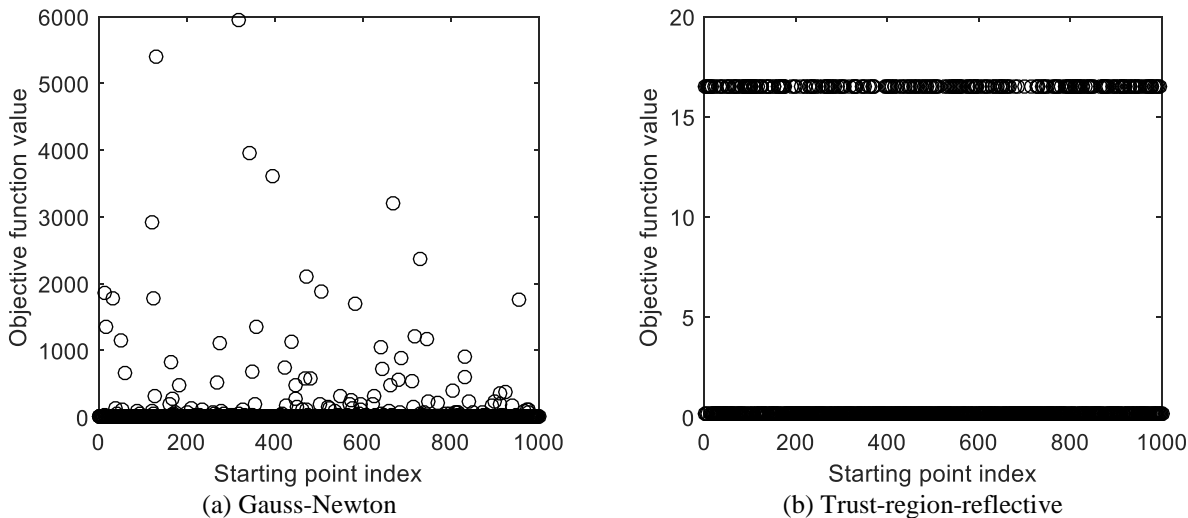 6000
5000
4000
3000
2000
1000
0
Objective function value
0 200 400 600 800 1000
Starting point index
(a) Gauss-Newton
20
15
10
5
0
Objective function value
0 200 400 600 800 1000
Starting point index
(b) Trust-region-reflective